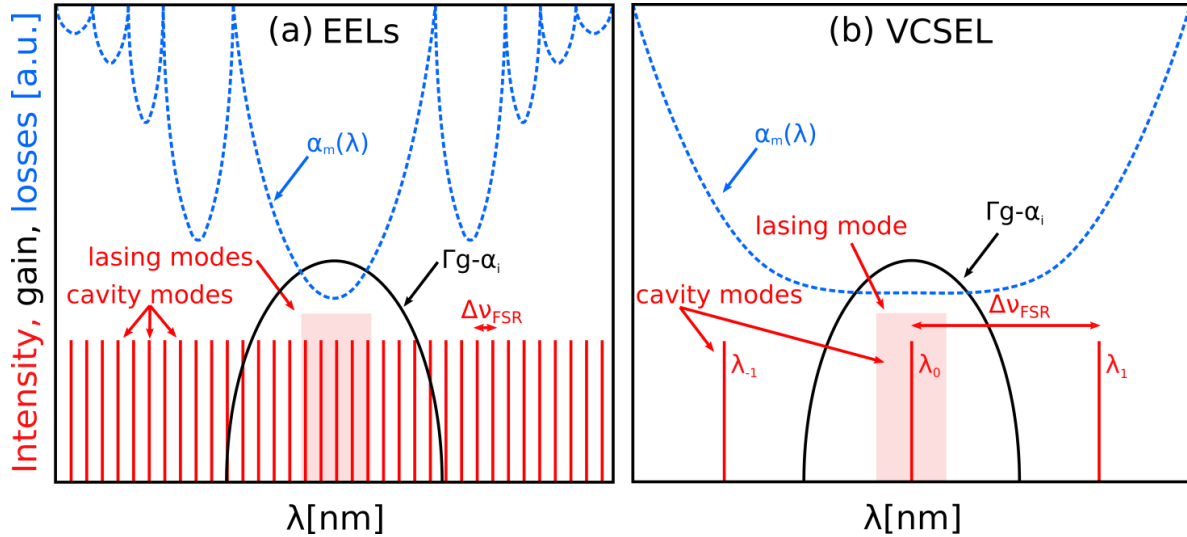 Intensity, gain, losses [a.u.]
(a) EELs
αm(λ)
lasing modes
cavity modes
Γg-αi
ΔνFSR
λ[nm]
(b) VCSEL
αm(λ)
lasing mode
Γg-αi
cavity modes
ΔνFSR
λ-1
λ0
λ1
λ[nm]